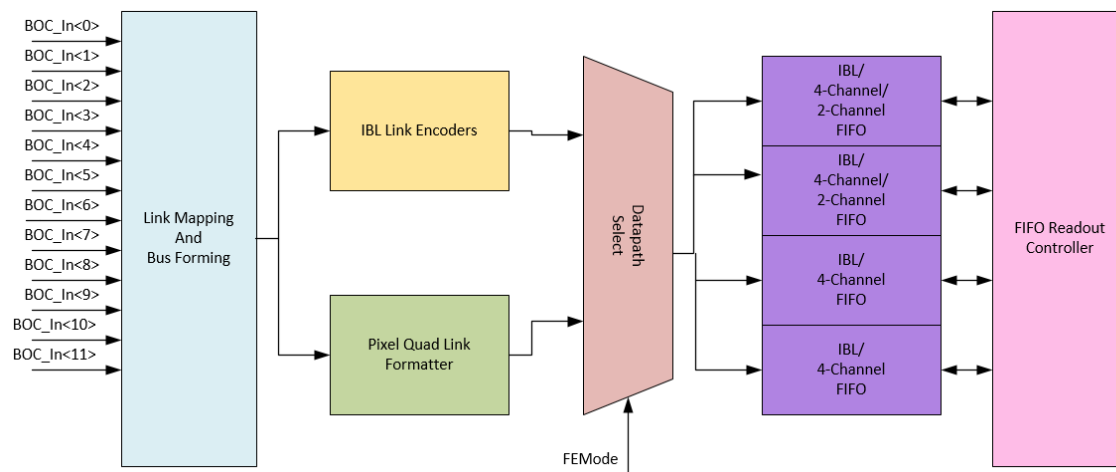 BOC_In<0>
BOC_In<1>
BOC_In<2>
BOC_In<3>
BOC_In<4>
BOC_In<5>
BOC_In<6>
BOC_In<7>
BOC_In<8>
BOC_In<9>
BOC_In<10>
BOC_In<11>
Link Mapping
And
Bus Forming
IBL Link Encoders
Pixel Quad Link
Formatter
Datapath
Select
FEMode
IBL/
4-Channel/
2-Channel
FIFO
IBL/
4-Channel/
2-Channel
FIFO
IBL/
4-Channel
FIFO
IBL/
4-Channel
FIFO
FIFO Readout
Controller